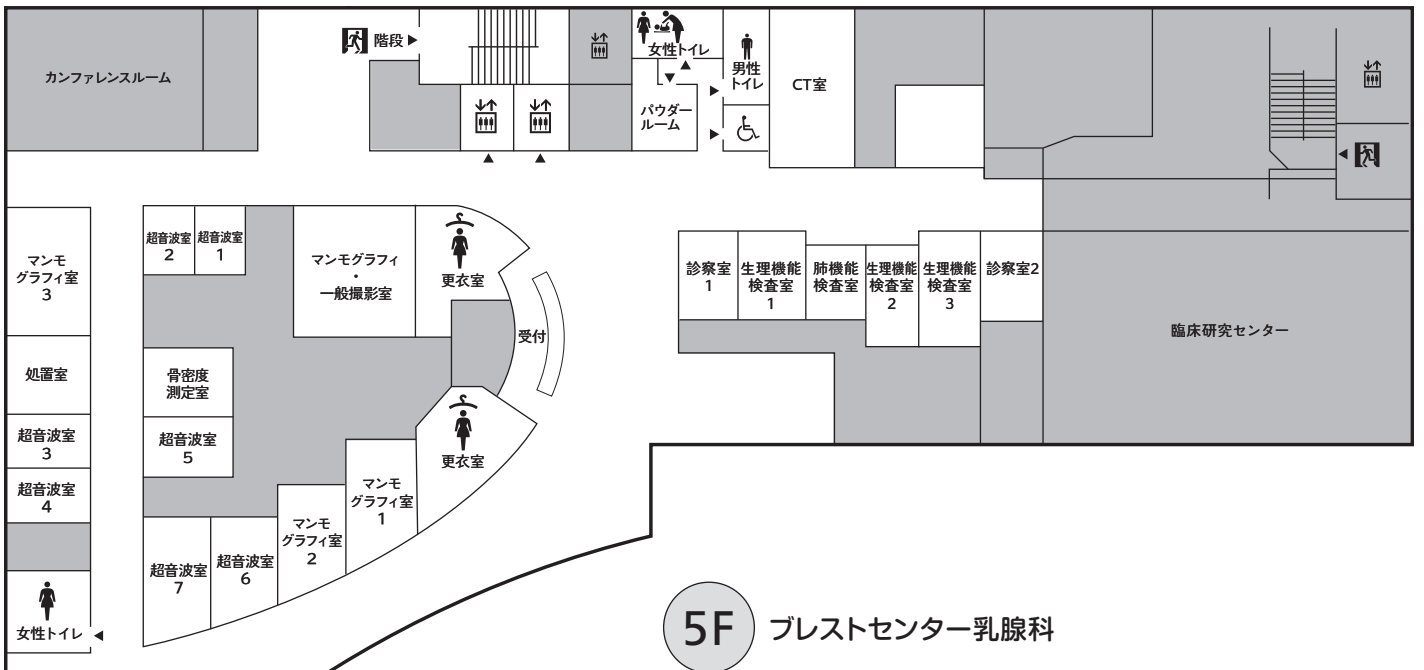 カンファレンスルーム
階段
女性トイレ
男性
トイレ
パウダー
ルーム
CT室
マンモ
グラフィ室
3
処置室
超音波室
3
超音波室
4
女性トイレ
超音波室
2
超音波室
1
マンモグラフィ
・
一般撮影室
更衣室
受付
骨密度
測定室
超音波室
5
更衣室
マンモ
グラフィ室
1
マンモ
グラフィ室
2
超音波室
6
超音波室
7
診察室
1
生理機能
検査室
1
肺機能
検査室
生理機能
検査室
2
生理機能
検査室
3
診察室2
臨床研究センター
5F ブレストセンター乳腺科